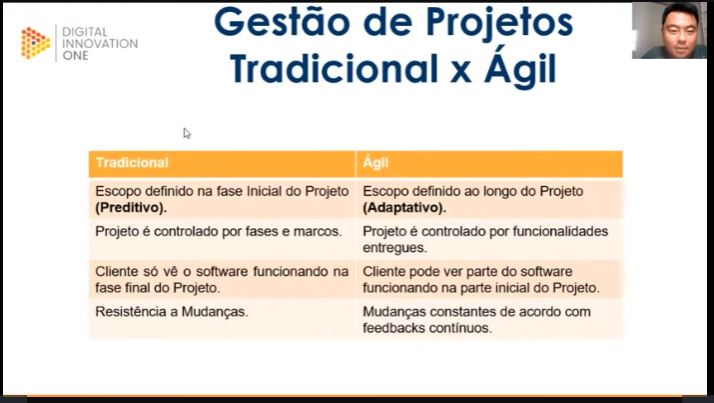 DIGITAL
INNOVATION
ONE
Gestão de Projetos
Tradicional x Ágil
Tradicional
Ágil
Escopo definido na fase Inicial do Projeto
(Preditivo).
Escopo definido ao longo do Projeto
(Adaptativo).
Projeto é controlado por fases e marcos.
Projeto é controlado por funcionalidades
entregues.
Cliente só vê o software funcionando na
fase final do Projeto.
Cliente pode ver parte do software
funcionando na parte inicial do Projeto.
Resistência a Mudanças.
Mudanças constantes de acordo com
feedbacks contínuos.